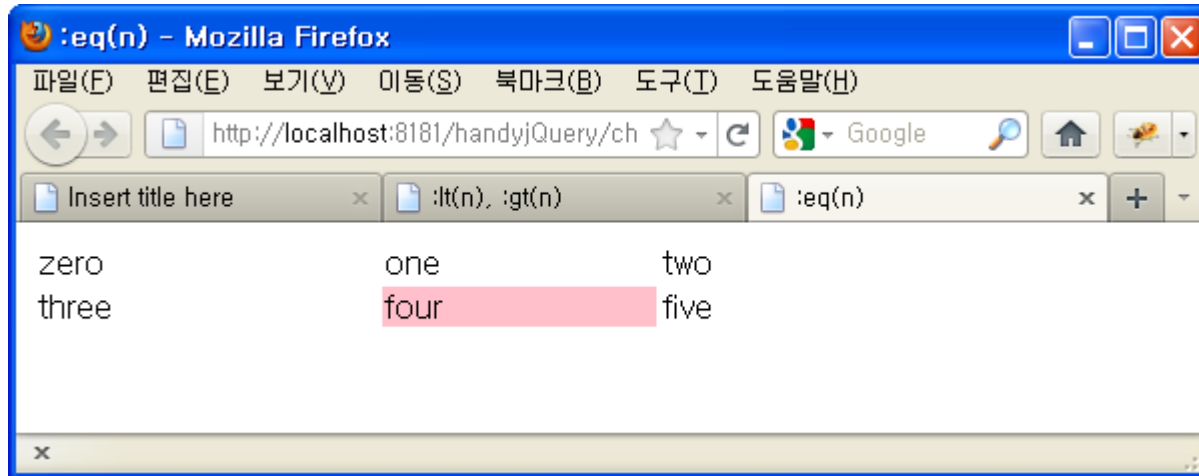 :eq(n) - Mozilla Firefox
파일(F) 편집(E) 보기(V) 이동(S) 북마크(B) 도구(T) 도움말(H)
http://localhost:8181/handyjQuery/ch Google
Insert title here :lt(n), :gt(n) :eq(n)
zero one two
three four five